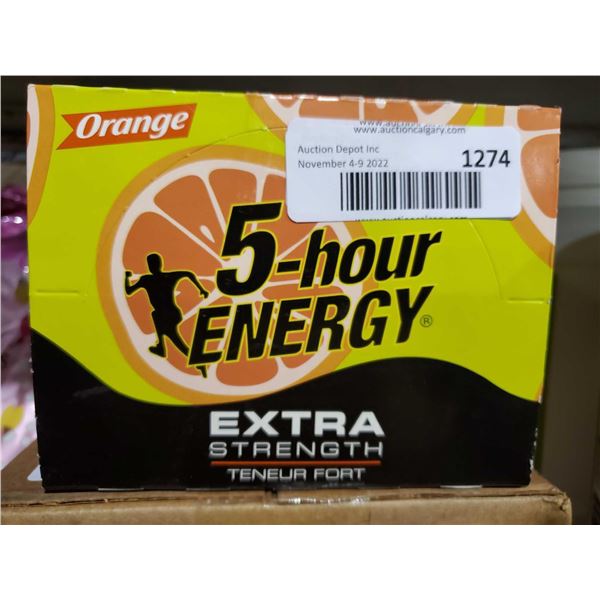 Orange
www.auctioncalgary.com
Auction Depot Inc
November 4-9 2022
1274
5-hour
ENERGY®
EXTRA
STRENGTH
TENEUR FORT